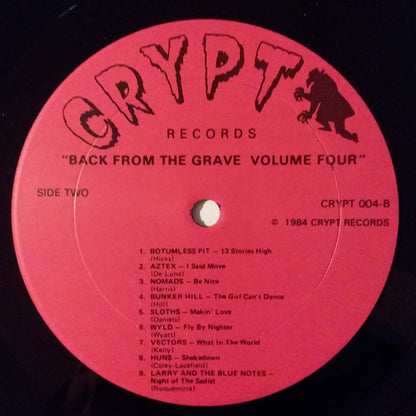 CRYPT
RECORDS
"BACK FROM THE GRAVE VOLUME FOUR"
SIDE TWO
CRYPT 004-B
© 1984 CRYPT RECORDS
1. BOTUMLESS PIT – 13 Stories High
(Hicks)
2. AZTEX – I Said Move
(De Luna)
3. NOMADS – Be Nice
(Harris)
4. BUNKER HILL – The Girl Can't Dance
(Hill)
5. SLOTHS – Makin' Love
(Daniels)
6. WYLD – Fly By Nighter
(Wyatt)
7. VECTORS – What In The World
(Kelly)
8. HUNS – Shakedown
(Coley-Lacefield)
9. LARRY AND THE BLUE NOTES –
Night of The Sadist
(Roquemore)